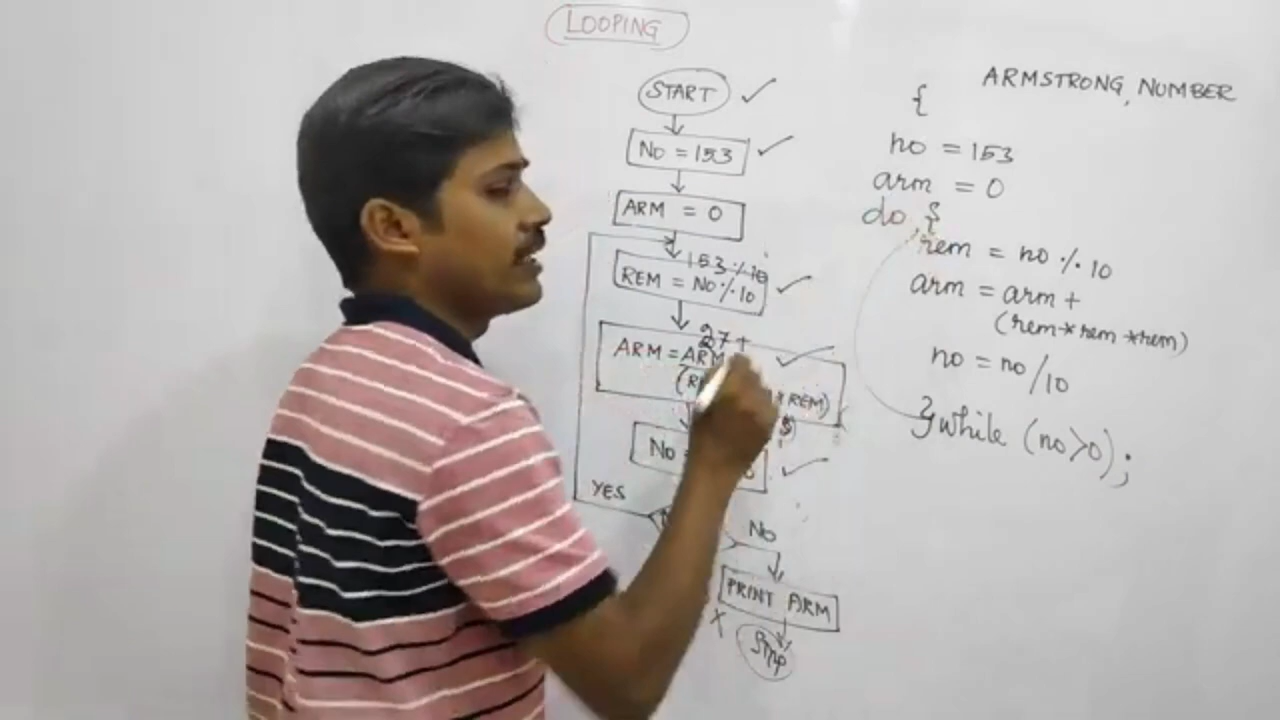 LOOPING
START
NO = 153
ARM = 0
153 % 10
REM = NO % 10
27 +
ARM = ARM
REM)
NO
YES
NO
PRINT ARM
X
Stop
ARMSTRONG NUMBER
{
no = 153
arm = 0
do {
rem = no % 10
arm = arm +
(rem * rem * rem)
no = no/10
} while (no>0);